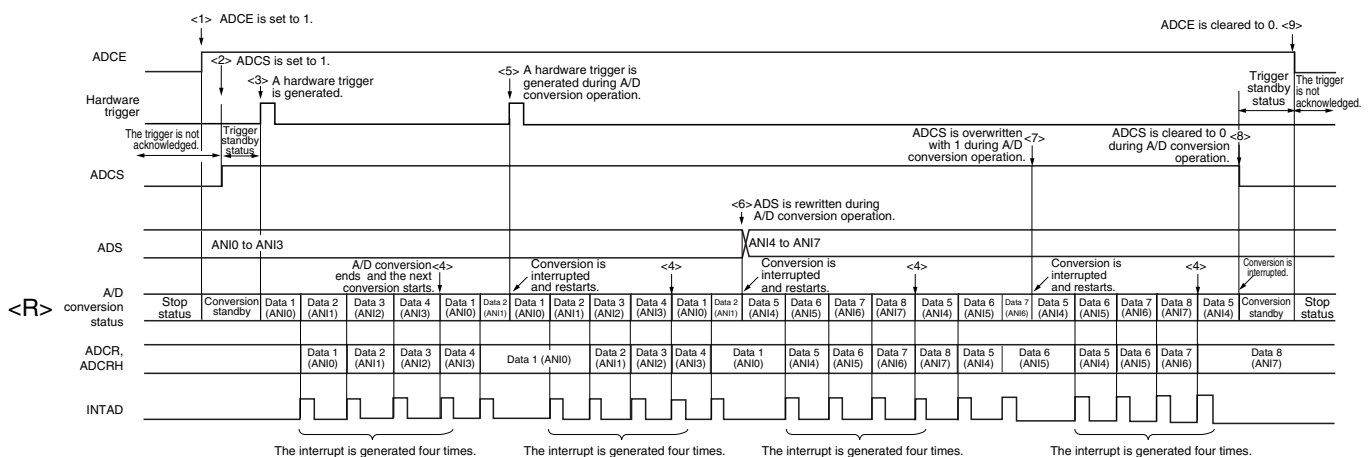 <1> ADCE is set to 1.
ADCE is cleared to 0. <9>
ADCE
<2> ADCS is set to 1.
<3> A hardware trigger
is generated.
<5> A hardware trigger is
generated during A/D
conversion operation.
Trigger
standby
status
The trigger
is not
acknowledged.
Hardware
trigger
The trigger is not
acknowledged.
Trigger
standby
status
ADCS is overwritten
with 1 during A/D
conversion operation.
<7>
ADCS is cleared to 0
during A/D conversion
operation.
<8>
ADCS
<6> ADS is rewritten during
A/D conversion operation.
ADS
ANI0 to ANI3
ANI4 to ANI7
A/D conversion
ends and the next
conversion starts.
<4>
Conversion is
interrupted
and restarts.
<4>
Conversion is
interrupted
and restarts.
<4>
Conversion is
interrupted
and restarts.
<4>
Conversion is
interrupted.
<R>
A/D
conversion
status
Stop
status
Conversion
standby
Data 1
(ANI0)
Data 2
(ANI1)
Data 3
(ANI2)
Data 4
(ANI3)
Data 1
(ANI0)
Data 2
(ANI1)
Data 1
(ANI0)
Data 2
(ANI1)
Data 3
(ANI2)
Data 4
(ANI3)
Data 1
(ANI0)
Data 2
(ANI1)
Data 5
(ANI4)
Data 6
(ANI5)
Data 7
(ANI6)
Data 8
(ANI7)
Data 5
(ANI4)
Data 6
(ANI5)
Data 7
(ANI6)
Data 5
(ANI4)
Data 6
(ANI5)
Data 7
(ANI6)
Data 8
(ANI7)
Data 5
(ANI4)
Conversion
standby
Stop
status
ADCR,
ADCRH
Data 1
(ANI0)
Data 2
(ANI1)
Data 3
(ANI2)
Data 4
(ANI3)
Data 1 (ANI0)
Data 2
(ANI1)
Data 3
(ANI2)
Data 4
(ANI3)
Data 1
(ANI0)
Data 5
(ANI4)
Data 6
(ANI5)
Data 7
(ANI6)
Data 8
(ANI7)
Data 5
(ANI4)
Data 6
(ANI5)
Data 5
(ANI4)
Data 6
(ANI5)
Data 7
(ANI6)
Data 8
(ANI7)
INTAD
The interrupt is generated four times.
The interrupt is generated four times.
The interrupt is generated four times.
The interrupt is generated four times.